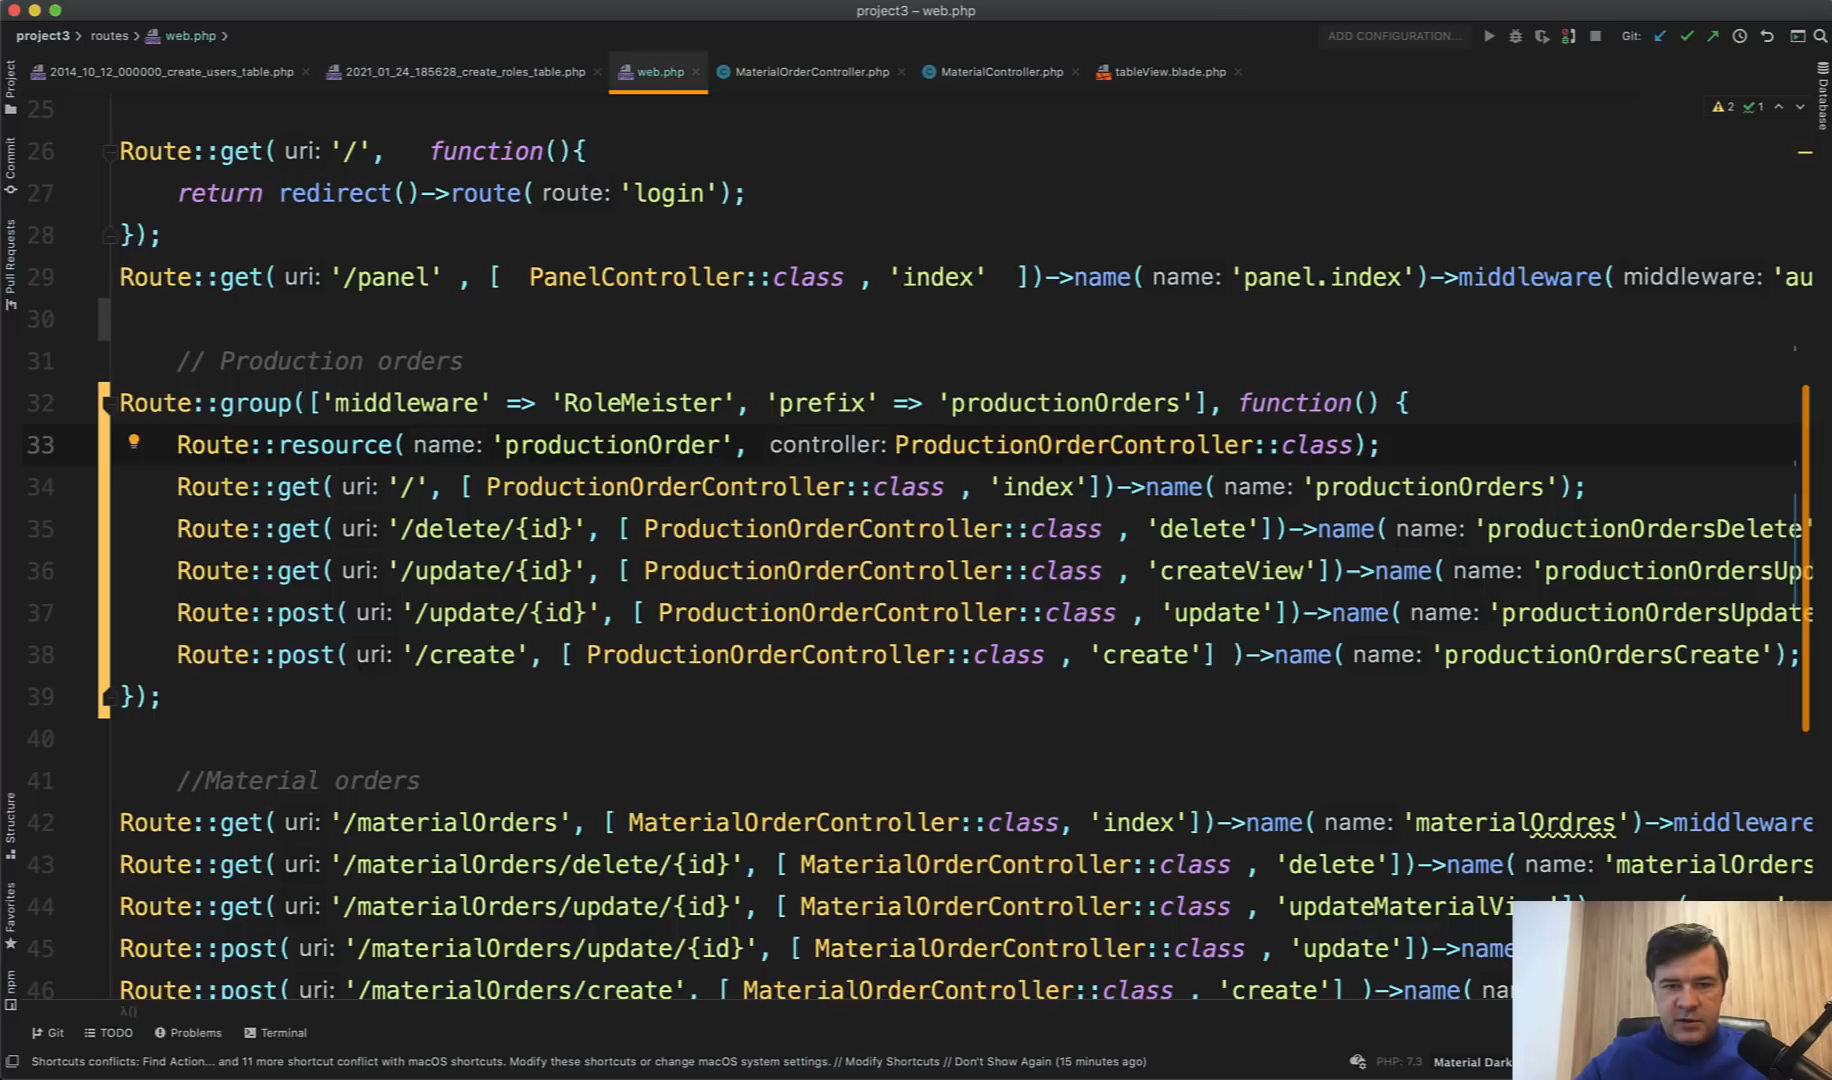 project3 – web.php
project3 > routes > web.php >
ADD CONFIGURATION... Git:
2014_10_12_000000_create_users_table.php × 2021_01_24_185628_create_roles_table.php × web.php × MaterialOrderController.php × MaterialController.php × tableView.blade.php ×
Project
Commit
Pull Requests
Structure
Favorites
npm
Database
2 1
25
26 Route::get( uri: '/',   function(){
27     return redirect()->route( route: 'login');
28 });
29 Route::get( uri: '/panel' , [  PanelController::class , 'index'  ])->name( name: 'panel.index')->middleware( middleware: 'au
30
31     // Production orders
32 Route::group(['middleware' => 'RoleMeister', 'prefix' => 'productionOrders'], function() {
33     Route::resource( name: 'productionOrder',  controller: ProductionOrderController::class);
34     Route::get( uri: '/', [ ProductionOrderController::class , 'index'])->name( name: 'productionOrders');
35     Route::get( uri: '/delete/{id}', [ ProductionOrderController::class , 'delete'])->name( name: 'productionOrdersDelete'
36     Route::get( uri: '/update/{id}', [ ProductionOrderController::class , 'createView'])->name( name: 'productionOrdersUpd
37     Route::post( uri: '/update/{id}', [ ProductionOrderController::class , 'update'])->name( name: 'productionOrdersUpdate
38     Route::post( uri: '/create', [ ProductionOrderController::class , 'create'] )->name( name: 'productionOrdersCreate');
39 });
40
41     //Material orders
42 Route::get( uri: '/materialOrders', [ MaterialOrderController::class, 'index'])->name( name: 'materialOrdres')->middleware
43 Route::get( uri: '/materialOrders/delete/{id}', [ MaterialOrderController::class , 'delete'])->name( name: 'materialOrders
44 Route::get( uri: '/materialOrders/update/{id}', [ MaterialOrderController::class , 'updateMaterialVi
45 Route::post( uri: '/materialOrders/update/{id}', [ MaterialOrderController::class , 'update'])->name
46 Route::post( uri: '/materialOrders/create', [ MaterialOrderController::class , 'create'] )->name( nar
λ()
Git TODO Problems Terminal
Shortcuts conflicts: Find Action... and 11 more shortcut conflict with macOS shortcuts. Modify these shortcuts or change macOS system settings. // Modify Shortcuts // Don't Show Again (15 minutes ago) PHP: 7.3 Material Dark